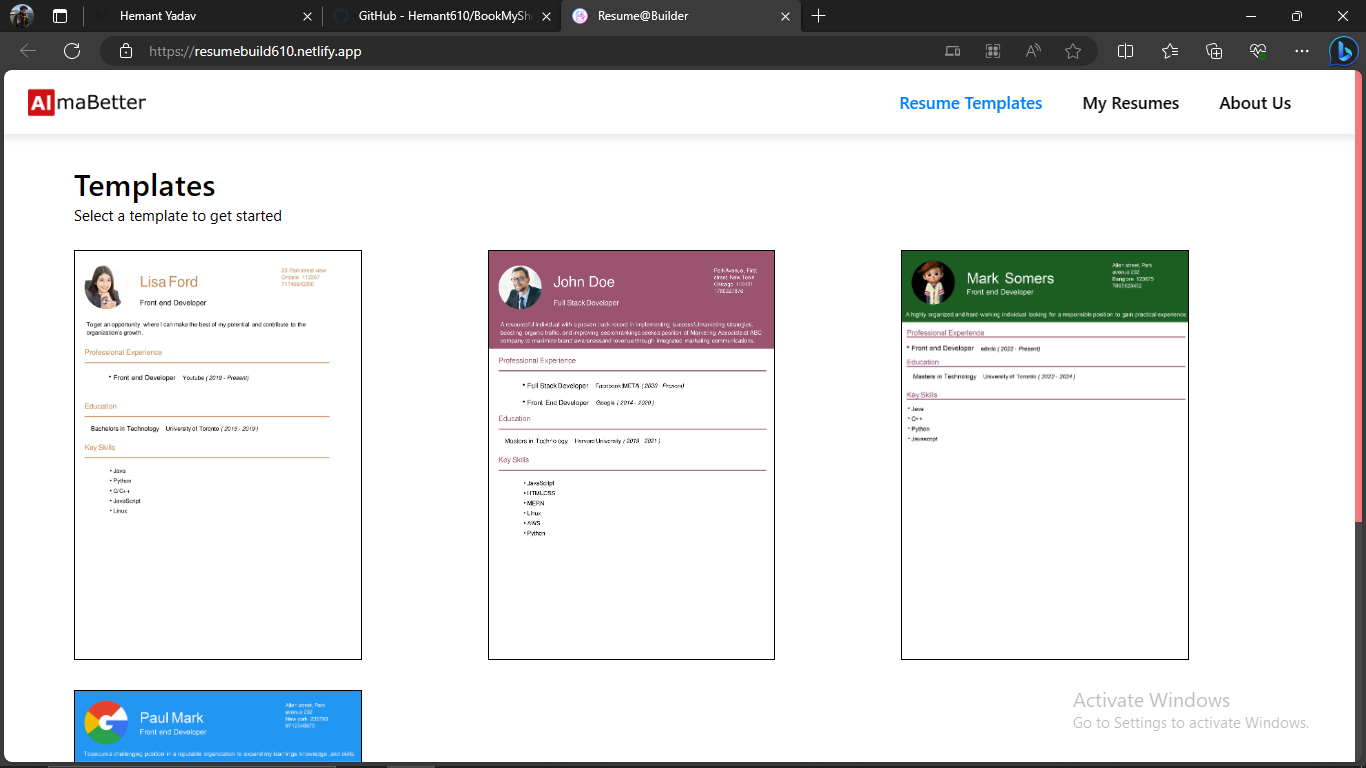 Hemant Yadav
GitHub - Hemant610/BookMySh
Resume@Builder
https://resumebuild610.netlify.app
AlmaBetter
Resume Templates
My Resumes
About Us
Templates
Select a template to get started
Lisa Ford
Front end Developer
To get an opportunity where I can make the best of my potential and contribute to the
organization's growth.
Professional Experience
• Front end Developer Youtube ( 2019 - Present)
Education
Bachelors in Technology University of Toronto ( 2015 - 2019 )
Key Skills
• Java
• Python
• C/C++
• JavaScript
• Linux
John Doe
Full Stack Developer
Park Avenue, First
street, New Tonn
Chicago 110121
A resourceful individual with a proven track record in implementing successful marketing strategies,
boosting organic traffic, and improving search rankings seeks a position of Marketing Associate at ABC
company to maximize brand awareness and revenue through integrated marketing communications.
Professional Experience
• Full Stack Developer Facebook META ( 2020 - Present)
• Front End Developer Google ( 2014 - 2020 )
Education
Masters in Technology Harvard University ( 2019 - 2021 )
Key Skills
• JavaScript
• HTML CSS
• MERN
• Linux
• AWS
• Python
Mark Somers
Front end Developer
Allen street, Park
avenue 232
Bangore 123675
A highly organized and hard-working individual looking for a responsible position to gain practical experience
Professional Experience
• Front end Developer sdsdc ( 2022 - Present)
Education
Masters in Technology University of Toronto ( 2022 - 2024 )
Key Skills
• Java
• C++
• Python
• Javascript
Paul Mark
Front end Developer
Allen street, Park
avenue 232
To secure a challenging position in a reputable organization to expand my learnings, knowledge, and skills.
Activate Windows
Go to Settings to activate Windows.